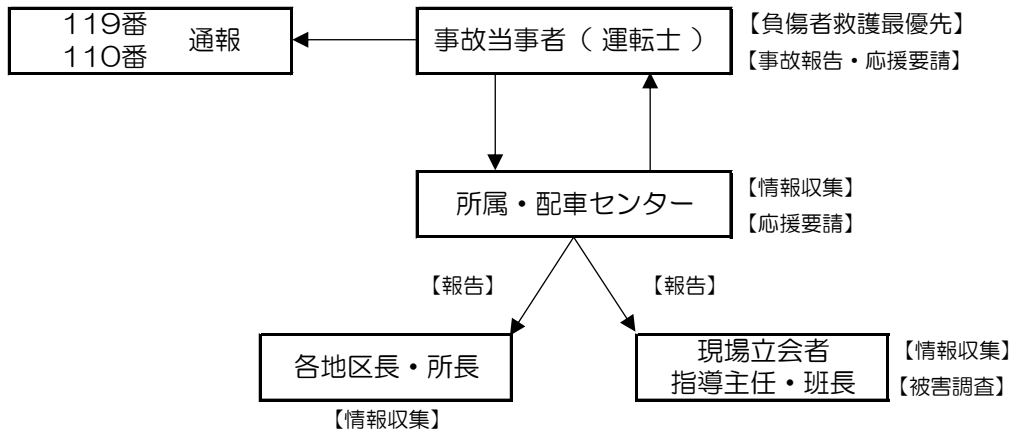 119番
110番
通報
事故当事者（ 運転士 ）
【負傷者救護最優先】
【事故報告・応援要請】
所属・配車センター
【情報収集】
【応援要請】
【報告】
【報告】
各地区長・所長
【情報収集】
現場立会者
指導主任・班長
【情報収集】
【被害調査】